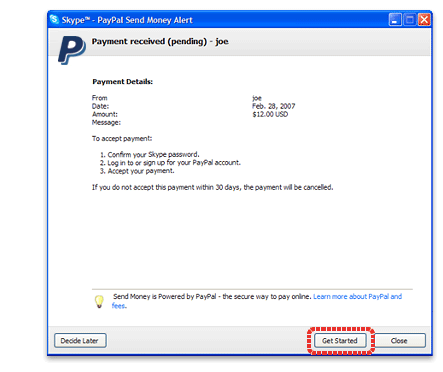 Skype™ - PayPal Send Money Alert
Payment received (pending) - joe
Payment Details:
From joe
Date: Feb. 28, 2007
Amount: $12.00 USD
Message:
To accept payment:
1. Confirm your Skype password.
2. Log in to or sign up for your PayPal account.
3. Accept your payment.
If you do not accept this payment within 30 days, the payment will be cancelled.
Send Money is Powered by PayPal - the secure way to pay online. Learn more about PayPal and
fees.
Decide Later Get Started Close